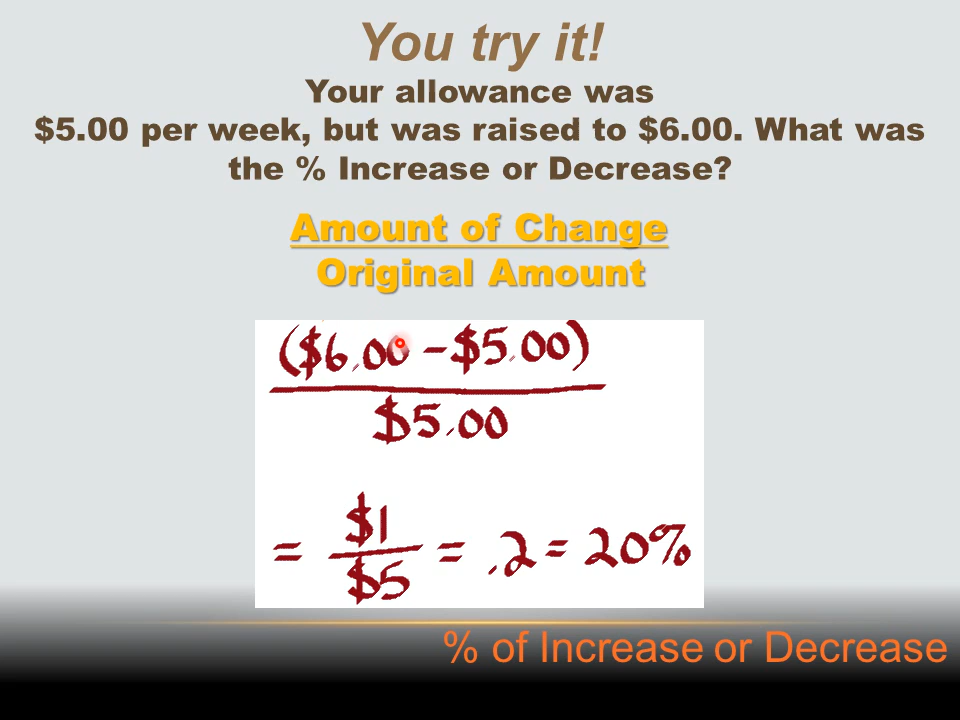 You try it!
Your allowance was
$5.00 per week, but was raised to $6.00. What was
the % Increase or Decrease?
Amount of Change
Original Amount
($6.00 - $5.00)
$5.00
= $1/$5 = .2 = 20%
% of Increase or Decrease